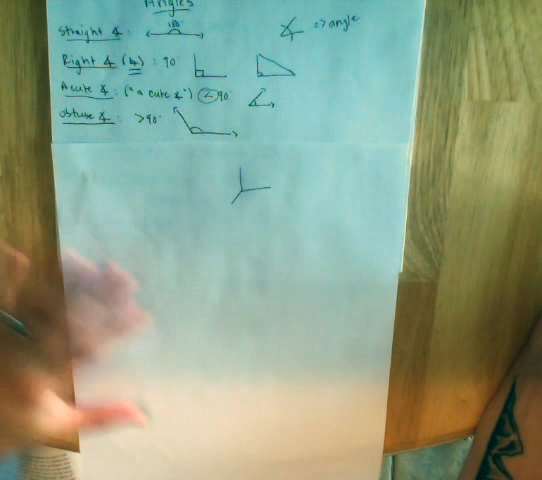 Angles
Straight ∡: 180°
∡ => angle
Right ∡ (⦜): 90°
Acute ∡: ("a cute ∡") < 90°
obtuse ∡: >90°